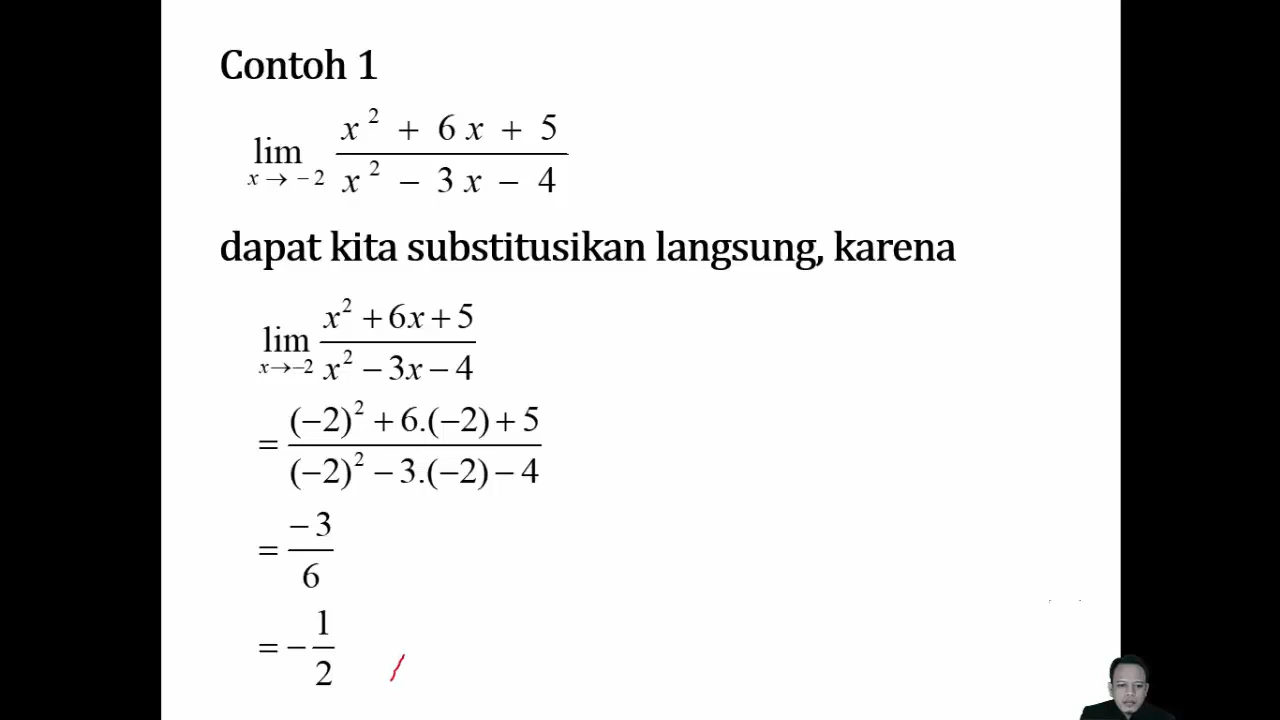 Contoh 1
lim x → −2 (x² + 6x + 5) / (x² − 3x − 4)
dapat kita substitusikan langsung, karena
lim x→−2 (x² + 6x + 5) / (x² − 3x − 4)
= ((−2)² + 6.(−2) + 5) / ((−2)² − 3.(−2) − 4)
= −3 / 6
= − 1 / 2